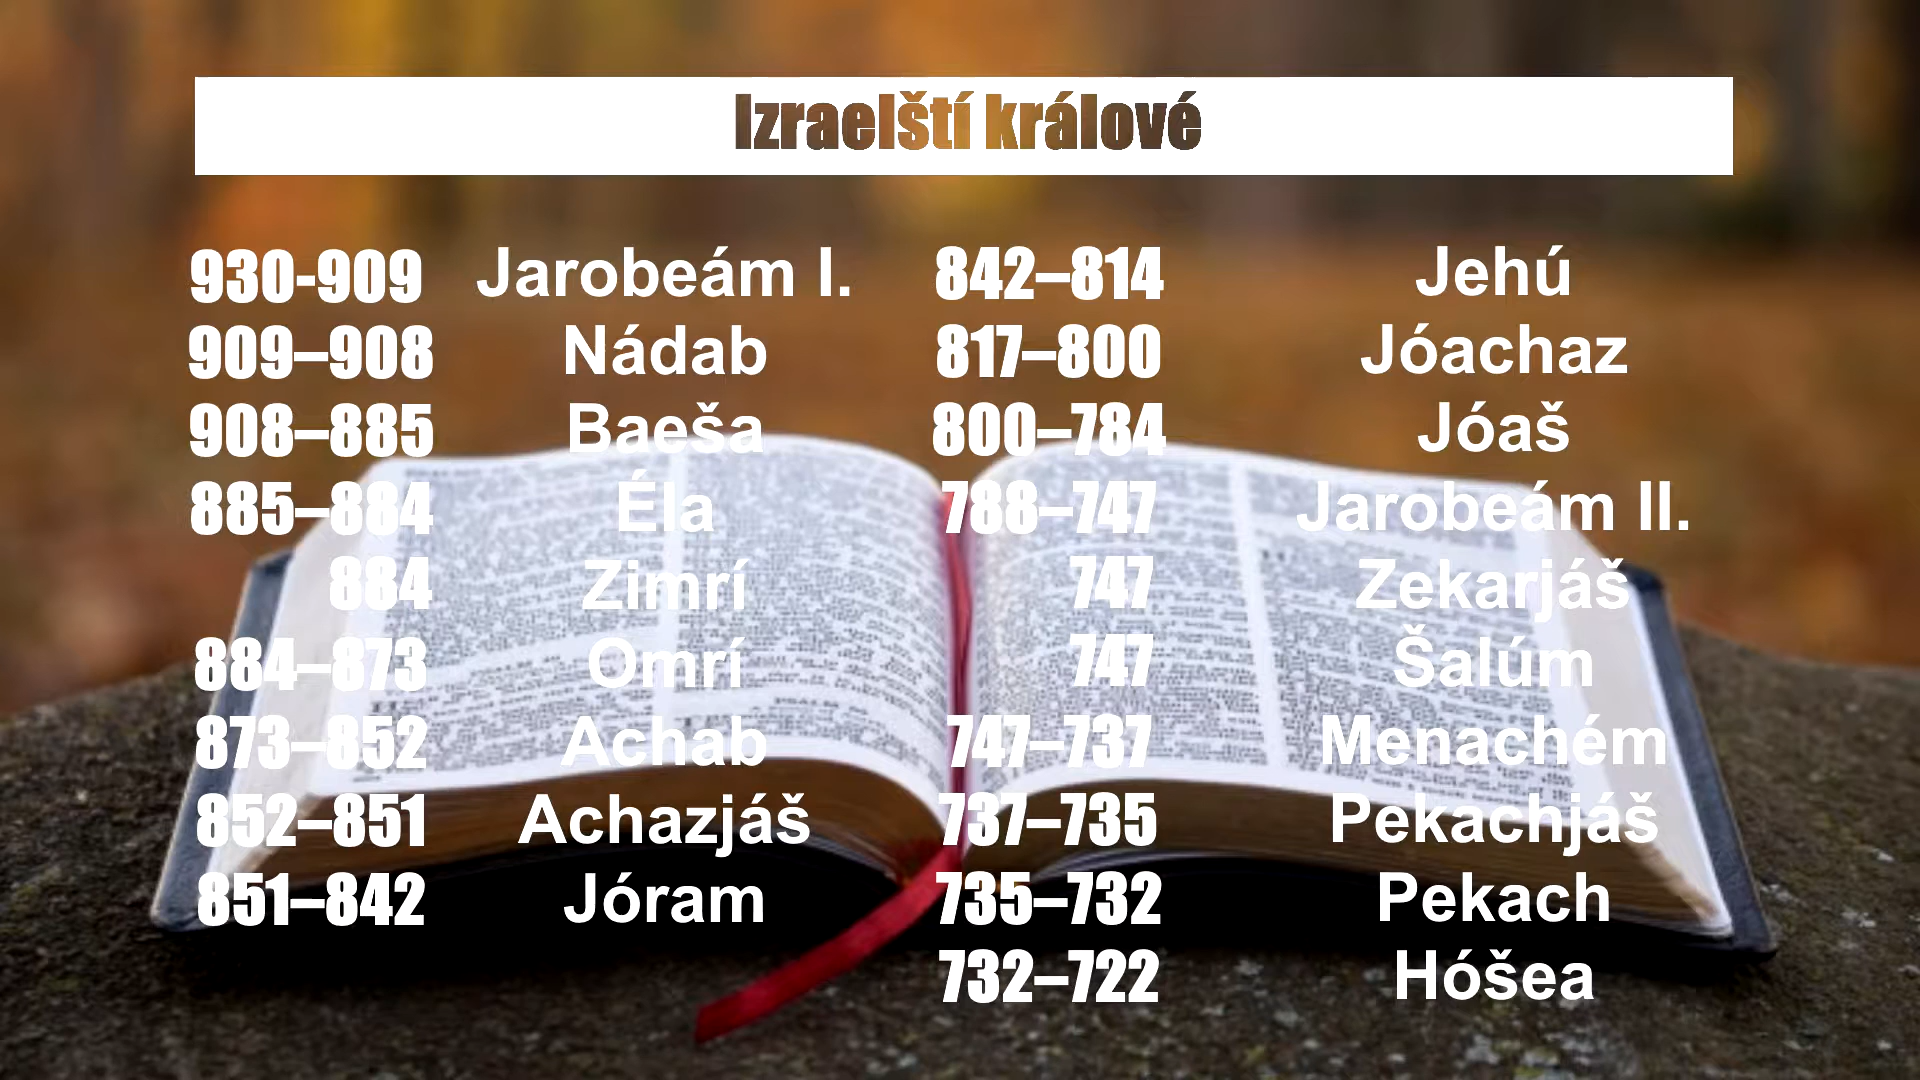 Izraelští králové
930-909 Jarobeám I.
909–908 Nádab
908–885 Baeša
885–884 Éla
884 Zimrí
884–873 Omrí
873–852 Achab
852–851 Achazjáš
851–842 Jóram
842–814 Jehú
817–800 Jóachaz
800–784 Jóaš
788–747 Jarobeám II.
747 Zekarjáš
747 Šalúm
747–737 Menachém
737–735 Pekachjáš
735–732 Pekach
732–722 Hóšea